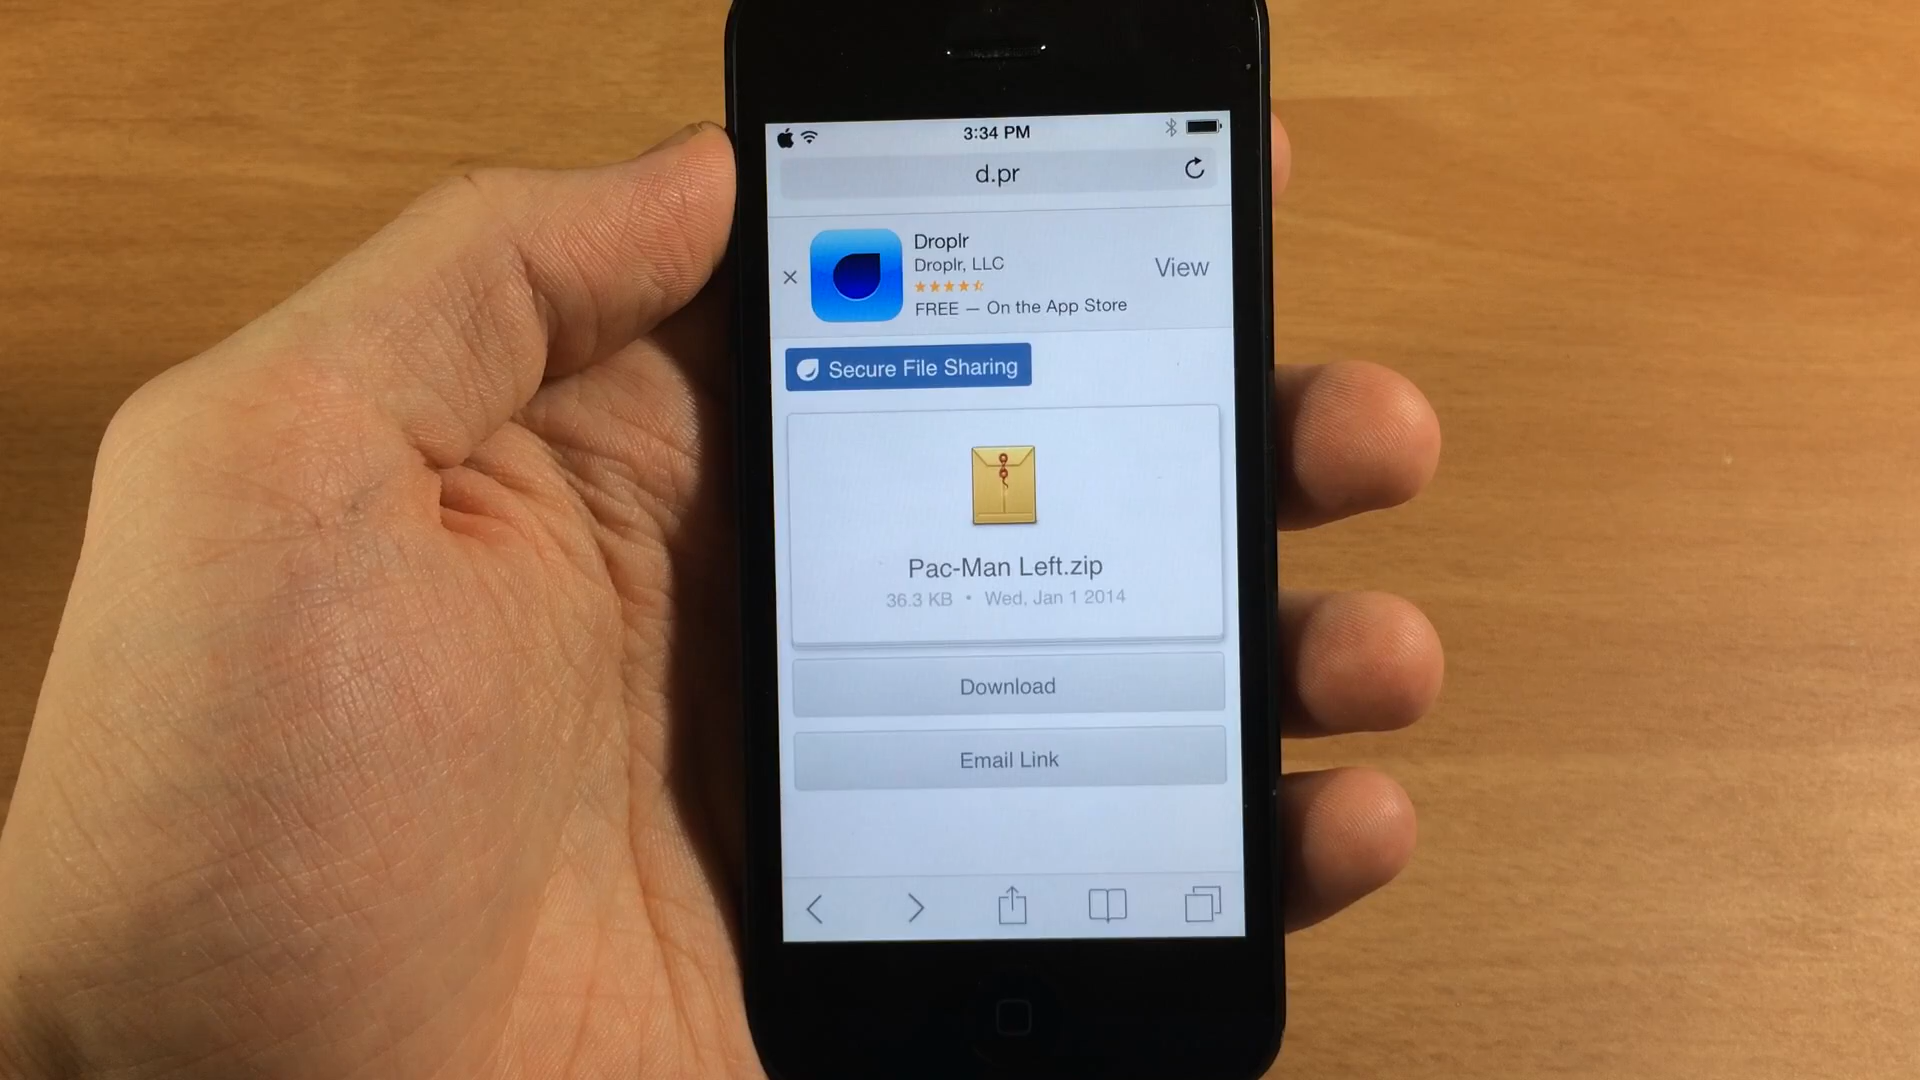 3:34 PM
d.pr
Droplr
Droplr, LLC
FREE — On the App Store
View
Secure File Sharing
Pac-Man Left.zip
36.3 KB • Wed, Jan 1 2014
Download
Email Link